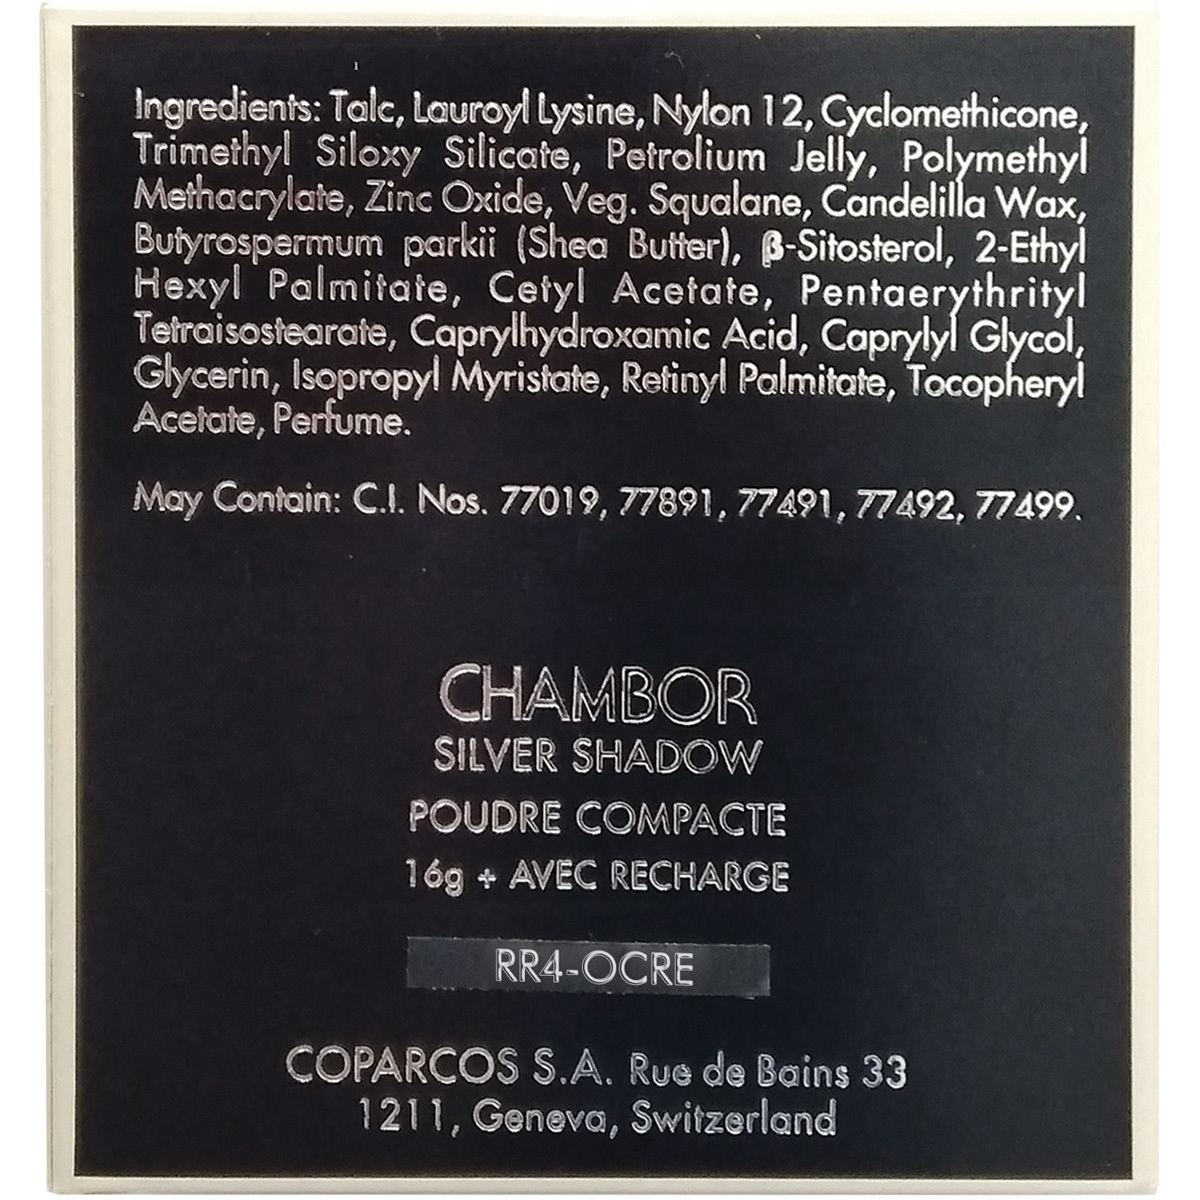 Ingredients: Talc, Lauroyl Lysine, Nylon 12, Cyclomethicone,
Trimethyl Siloxy Silicate, Petrolium Jelly, Polymethyl
Methacrylate, Zinc Oxide, Veg. Squalane, Candelilla Wax,
Butyrospermum parkii (Shea Butter), β-Sitosterol, 2-Ethyl
Hexyl Palmitate, Cetyl Acetate, Pentaerythrityl
Tetraisostearate, Caprylhydroxamic Acid, Caprylyl Glycol,
Glycerin, Isopropyl Myristate, Retinyl Palmitate, Tocopheryl
Acetate, Perfume.
May Contain: C.I. Nos. 77019, 77891, 77491, 77492, 77499.
CHAMBOR
SILVER SHADOW
POUDRE COMPACTE
16g + AVEC RECHARGE
RR4-OCRE
COPARCOS S.A. Rue de Bains 33
1211, Geneva, Switzerland